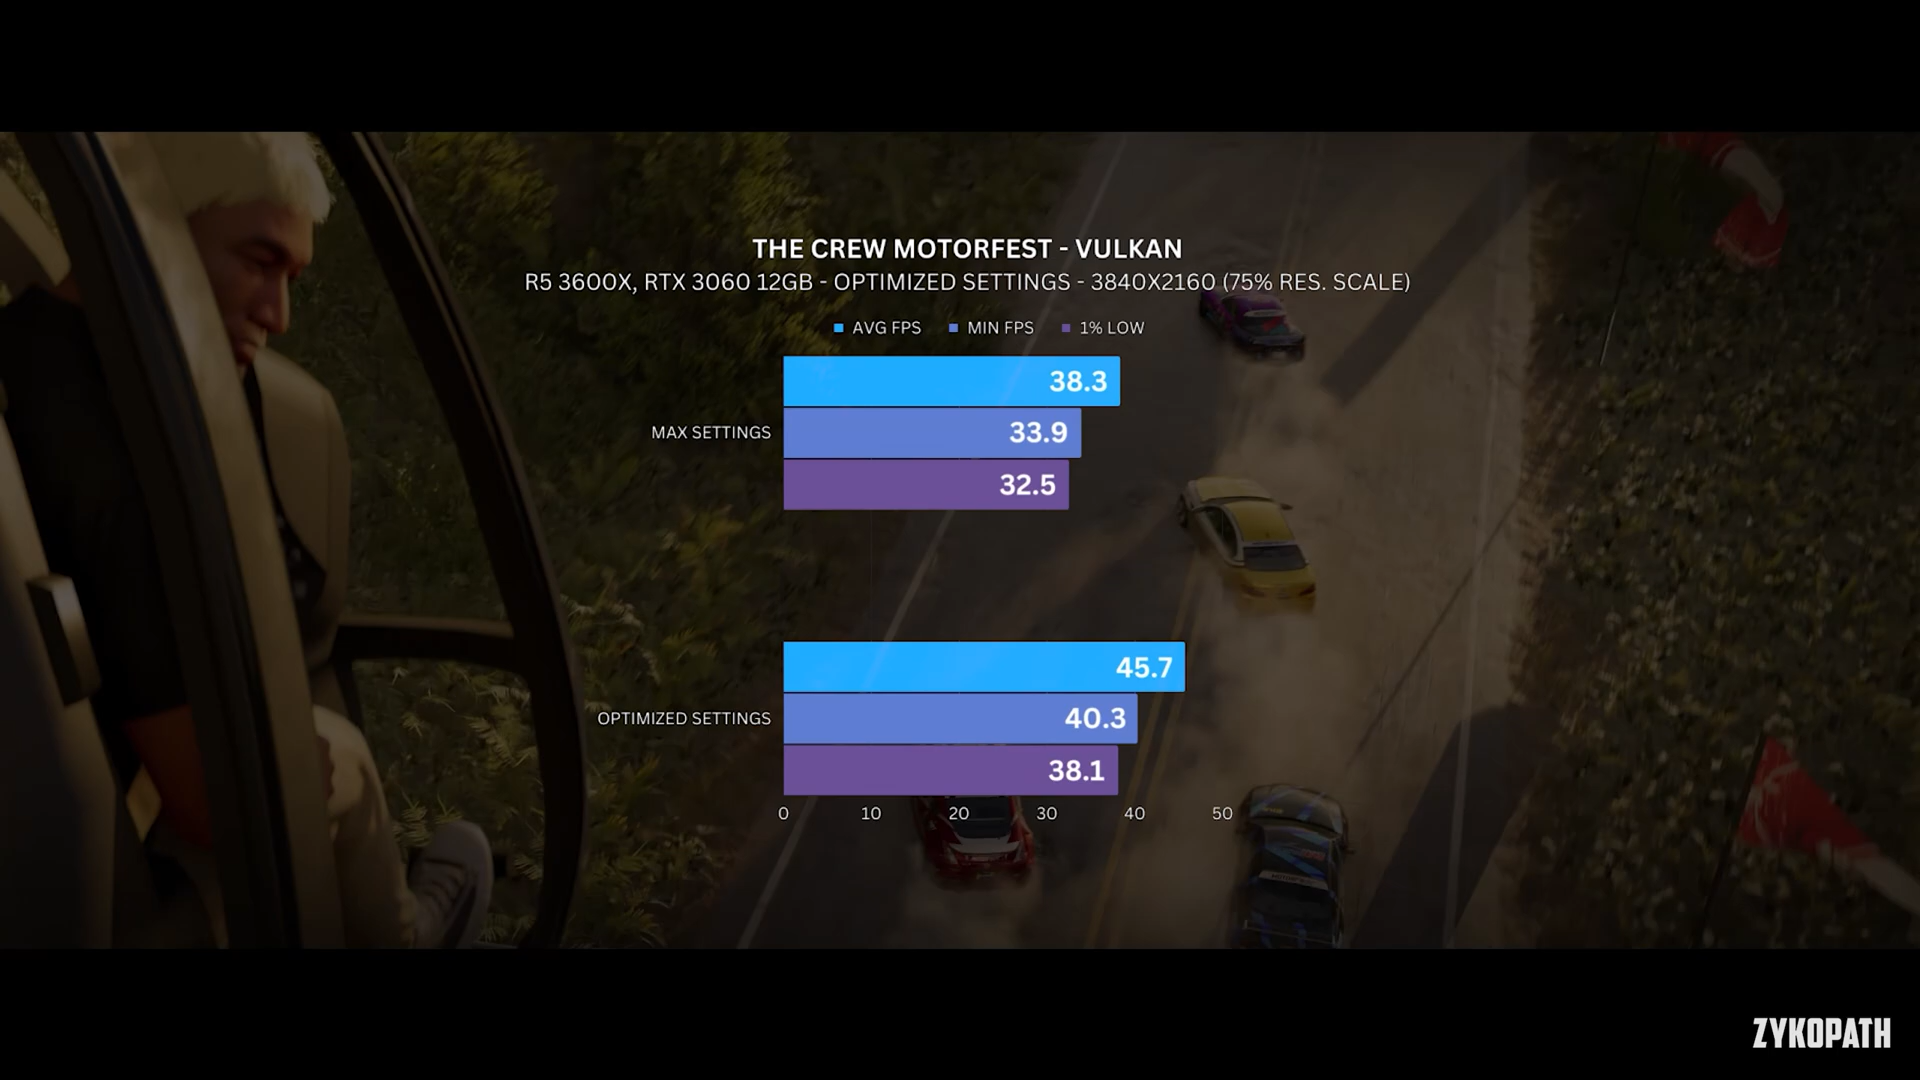 THE CREW MOTORFEST - VULKAN
R5 3600X, RTX 3060 12GB - OPTIMIZED SETTINGS - 3840X2160 (75% RES. SCALE)
AVG FPS MIN FPS 1% LOW
38.3
MAX SETTINGS 33.9
32.5
45.7
OPTIMIZED SETTINGS 40.3
38.1
0 10 20 30 40 50
ZYKOPATH